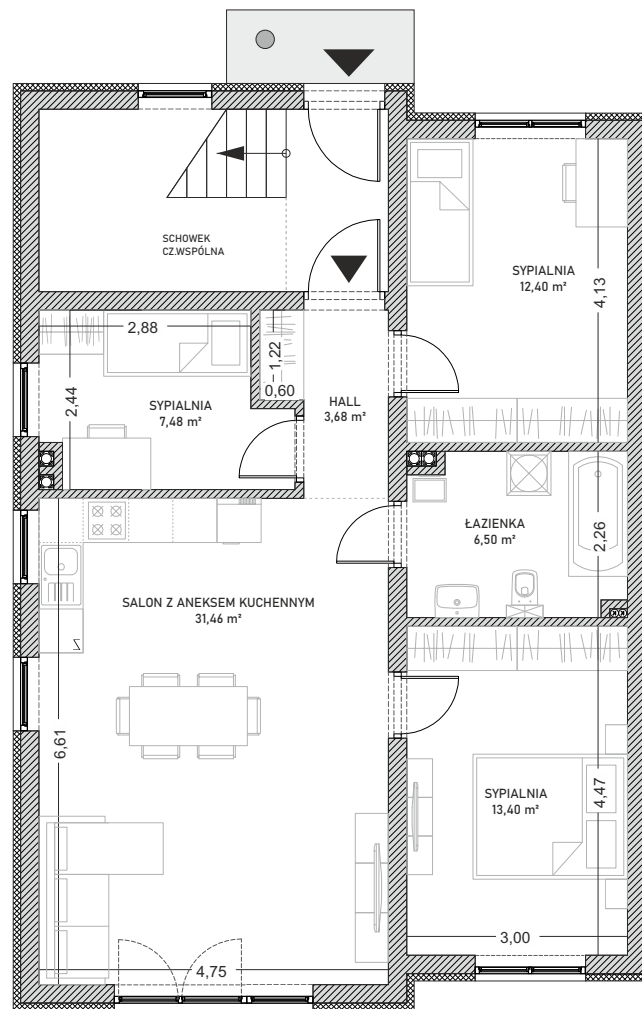 SCHOWEK
CZ.WSPÓLNA
SYPIALNIA
12,40 m²
4,13
2,88
1,22
0,60
2,44
SYPIALNIA
7,48 m²
HALL
3,68 m²
ŁAZIENKA
6,50 m²
2,26
SALON Z ANEKSEM KUCHENNYM
31,46 m²
Z
6,61
SYPIALNIA
13,40 m²
4,47
3,00
4,75